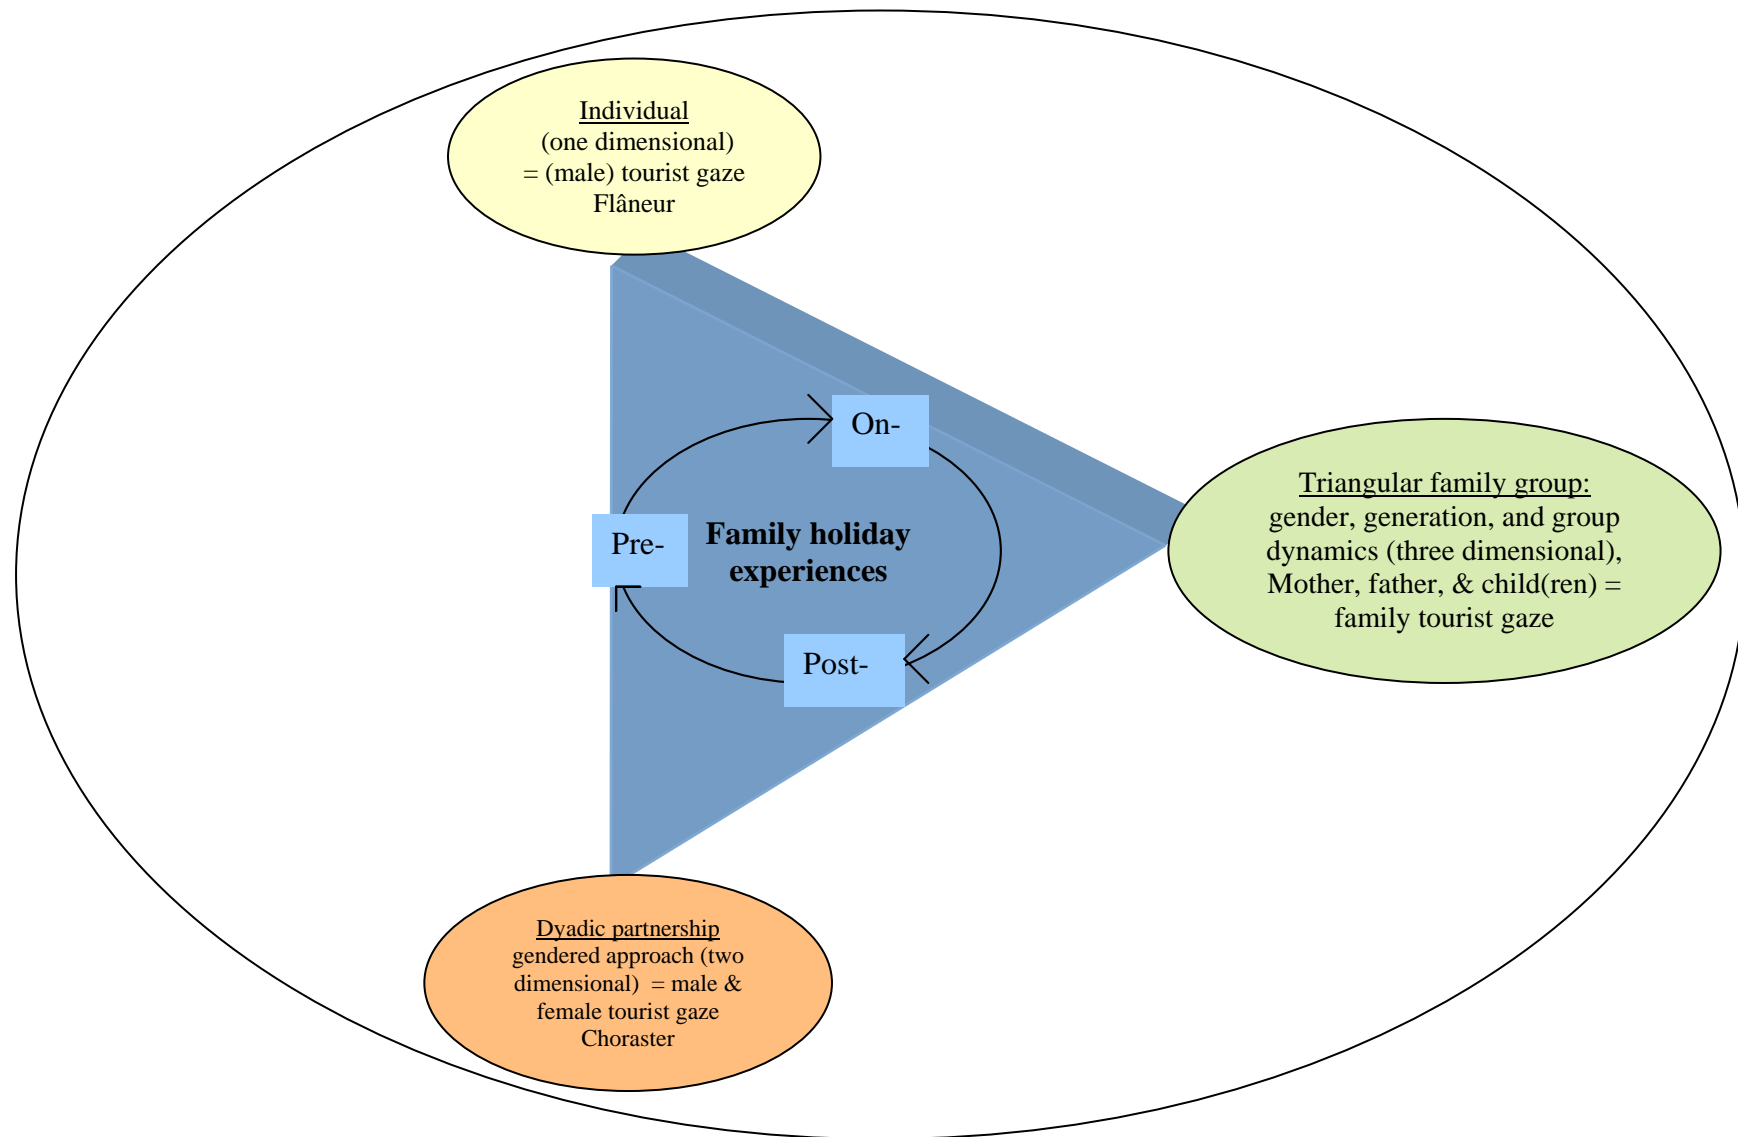 Individual
(one dimensional)
= (male) tourist gaze
Flâneur
On-
Pre-
Family holiday
experiences
Post-
Triangular family group:
gender, generation, and group
dynamics (three dimensional),
Mother, father, & child(ren) =
family tourist gaze
Dyadic partnership
gendered approach (two
dimensional)  = male &
female tourist gaze
Choraster